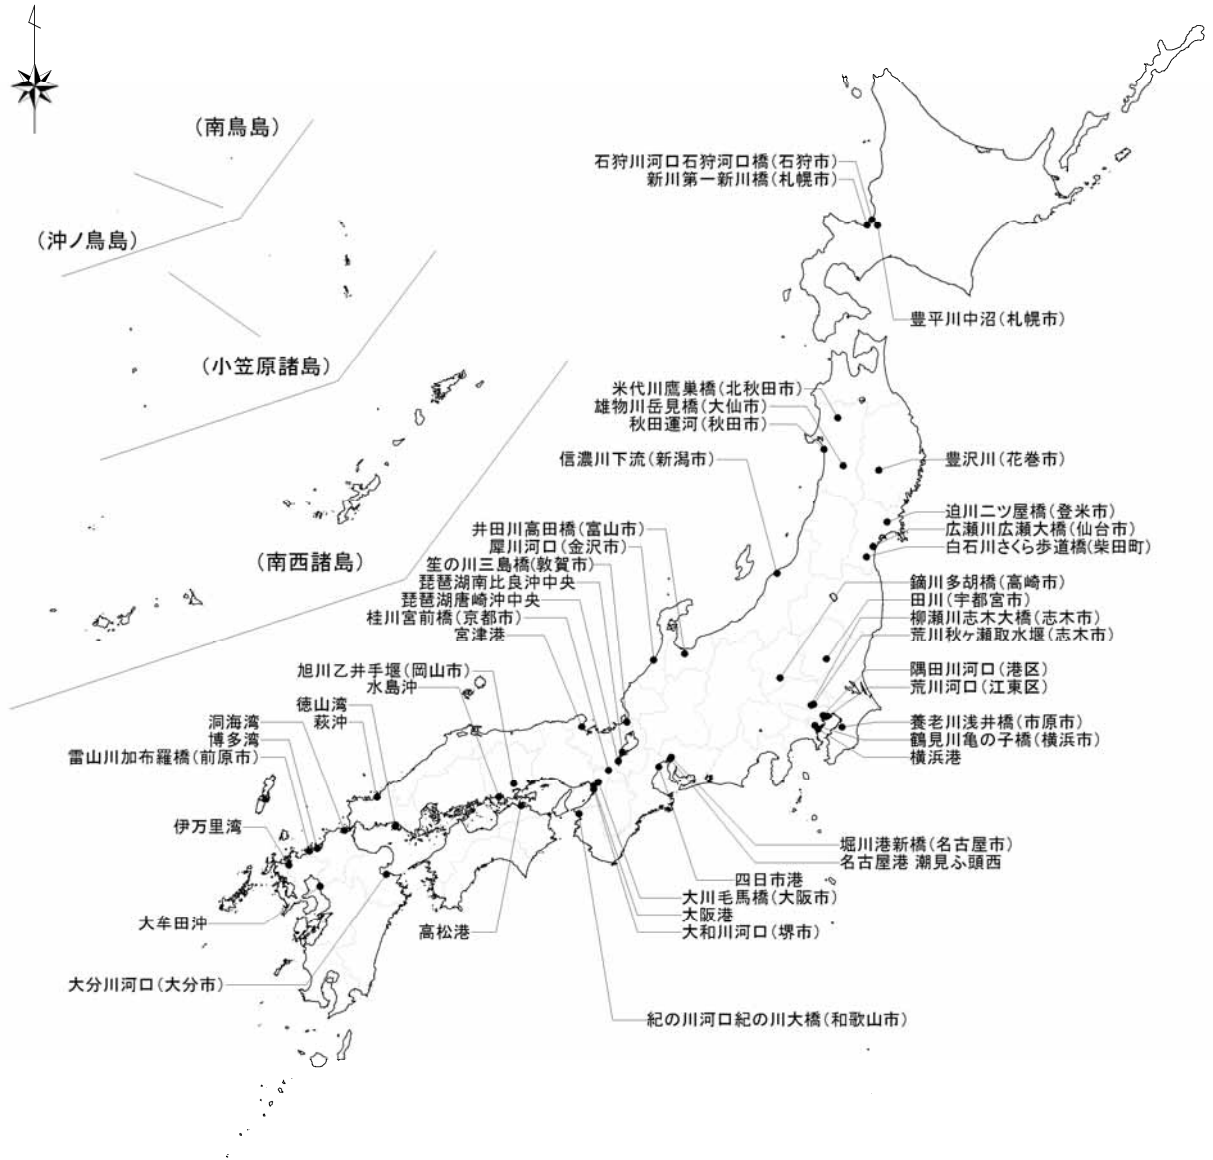 (南鳥島)
(沖ノ鳥島)
(小笠原諸島)
(南西諸島)
石狩川河口石狩河口橋(石狩市)
新川第一新川橋(札幌市)
豊平川中沼(札幌市)
米代川鷹巣橋(北秋田市)
雄物川岳見橋(大仙市)
秋田運河(秋田市)
信濃川下流(新潟市)
豊沢川(花巻市)
迫川二ツ屋橋(登米市)
広瀬川広瀬大橋(仙台市)
白石川さくら歩道橋(柴田町)
井田川高田橋(富山市)
犀川河口(金沢市)
笙の川三島橋(敦賀市)
琵琶湖南比良沖中央
琵琶湖唐崎沖中央
桂川宮前橋(京都市)
宮津港
鏑川多胡橋(高崎市)
田川(宇都宮市)
柳瀬川志木大橋(志木市)
荒川秋ヶ瀬取水堰(志木市)
隅田川河口(港区)
荒川河口(江東区)
養老川浅井橋(市原市)
鶴見川亀の子橋(横浜市)
横浜港
旭川乙井手堰(岡山市)
水島沖
徳山湾
萩沖
洞海湾
博多湾
雷山川加布羅橋(前原市)
伊万里湾
大牟田沖
大分川河口(大分市)
高松港
堀川港新橋(名古屋市)
名古屋港 潮見ふ頭西
四日市港
大川毛馬橋(大阪市)
大阪港
大和川河口(堺市)
紀の川河口紀の川大橋(和歌山市)